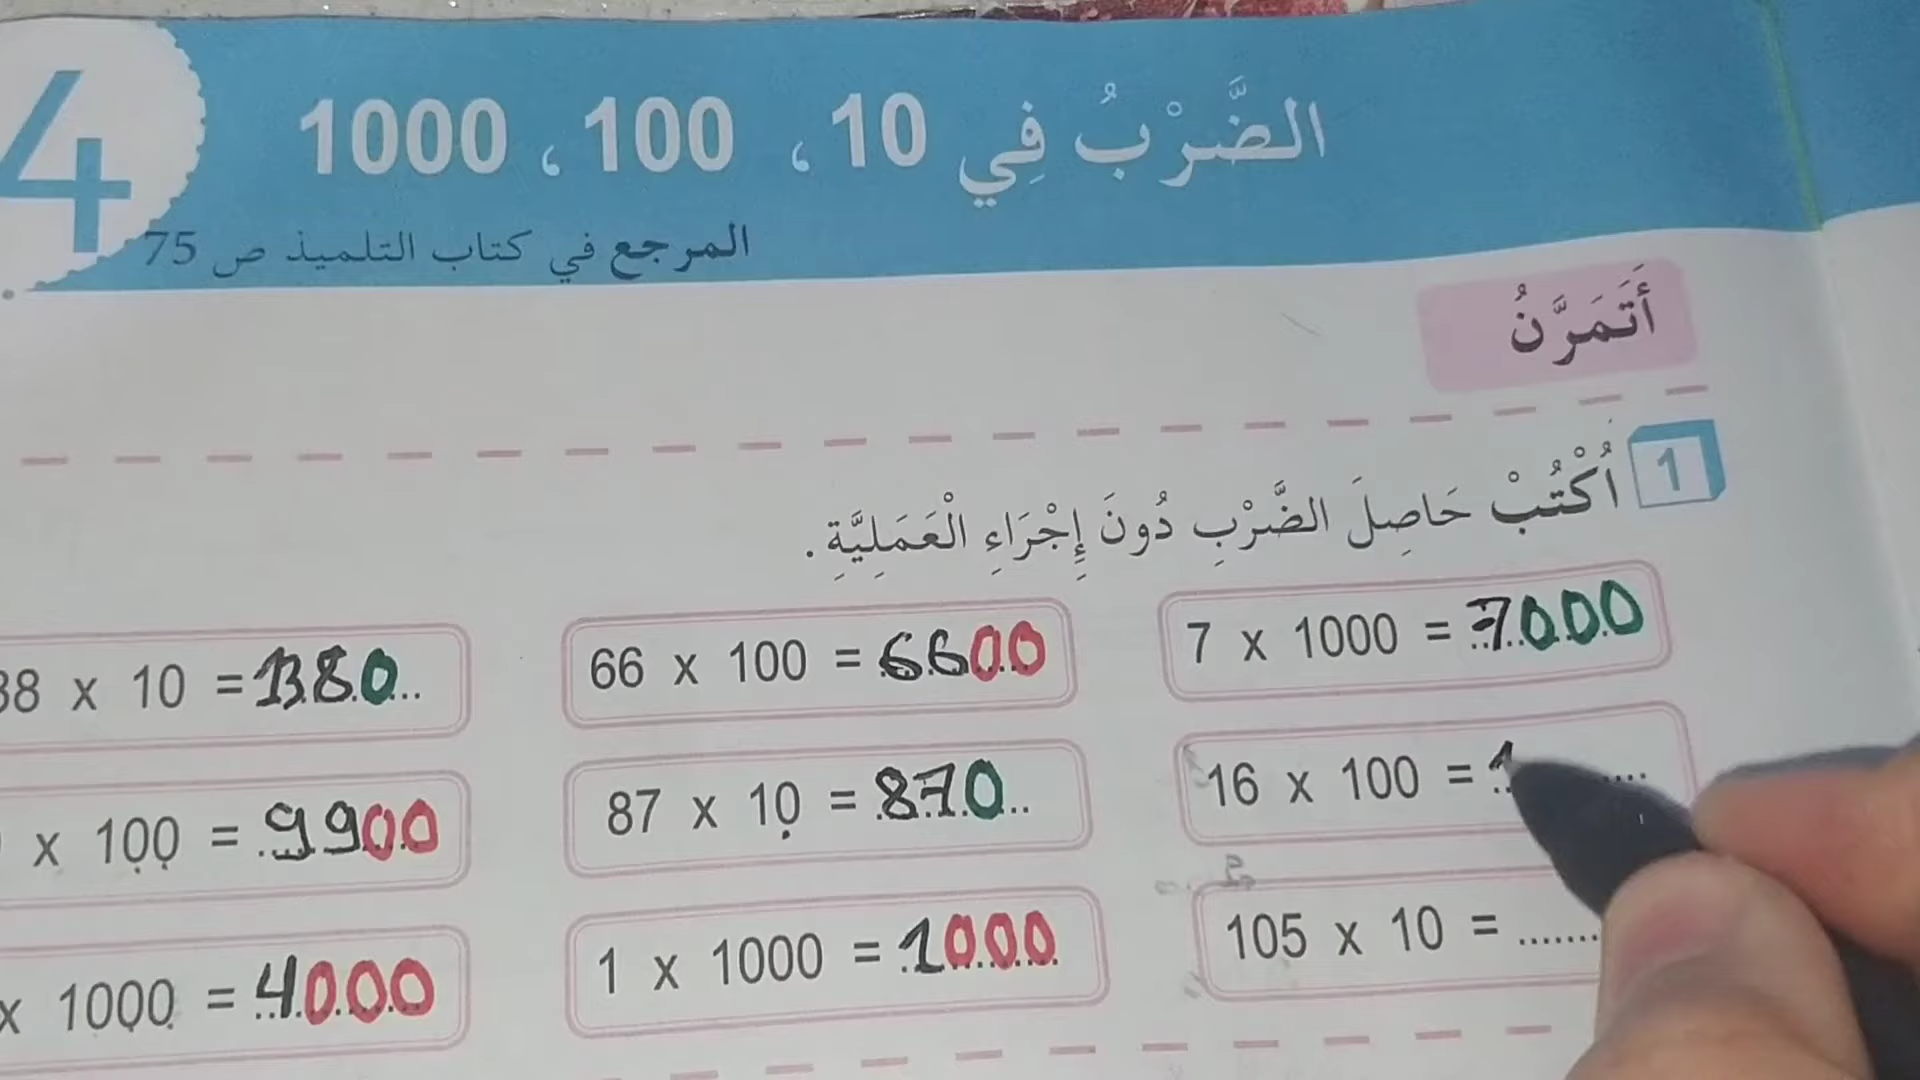 4
الضَّرْبُ فِي 10، 100، 1000
المرجع في كتاب التلميذ ص 75
أَتَمَرَّنُ
1 أُكْتُبْ حَاصِلَ الضَّرْبِ دُونَ إِجْرَاءِ الْعَمَلِيَّةِ.
38 x 10 = 1380
66 x 100 = 6600
7 x 1000 = 7000
x 100 = 9900
87 x 10 = 870
16 x 100 = 1
x 1000 = 4000
1 x 1000 = 1000
105 x 10 = .......